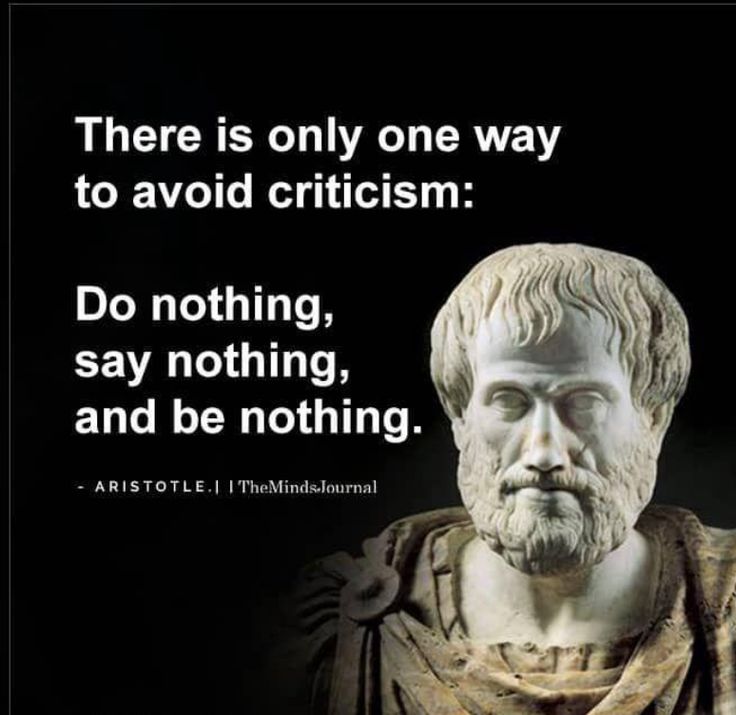 There is only one way
to avoid criticism:
Do nothing,
say nothing,
and be nothing.
- ARISTOTLE.| | TheMindsJournal